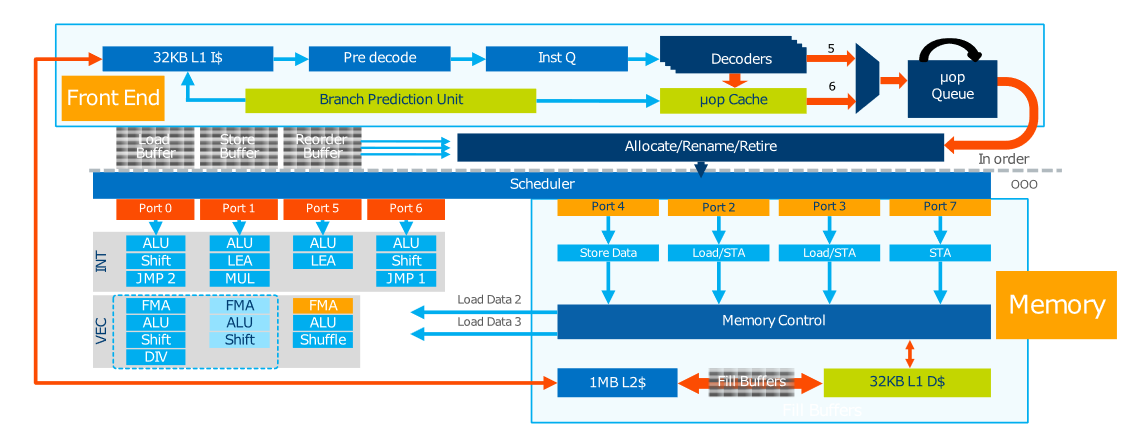 32KB L1 I$
Pre decode
Inst Q
Decoders
5
6
μop
Queue
Front End
Branch Prediction Unit
μop Cache
Load
Buffer
Store
Buffer
Reorder
Buffer
Allocate/Rename/Retire
In order
OOO
Scheduler
Port 0
Port 1
Port 5
Port 6
Port 4
Port 2
Port 3
Port 7
INT
ALU
Shift
JMP 2
ALU
LEA
MUL
ALU
LEA
ALU
Shift
JMP 1
Store Data
Load/STA
Load/STA
STA
VEC
FMA
ALU
Shift
DIV
FMA
ALU
Shift
FMA
ALU
Shuffle
Load Data 2
Load Data 3
Memory Control
Memory
1MB L2$
Fill Buffers
32KB L1 D$
Fill Buffers